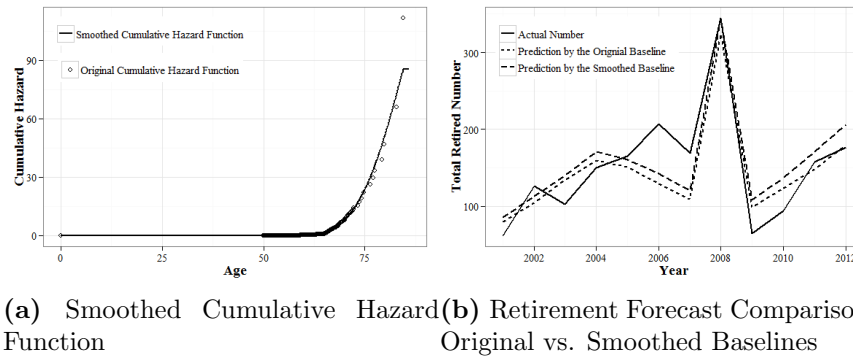 Smoothed Cumulative Hazard Function
Original Cumulative Hazard Function
Cumulative Hazard
90
60
30
0
0
25
50
75
Age
Actual Number
Prediction by the Orignial Baseline
Prediction by the Smoothed Baseline
Total Retired Number
300
200
100
2002
2004
2006
2008
2010
2012
Year
(a) Smoothed Cumulative Hazard
Function
(b) Retirement Forecast Compariso
Original vs. Smoothed Baselines